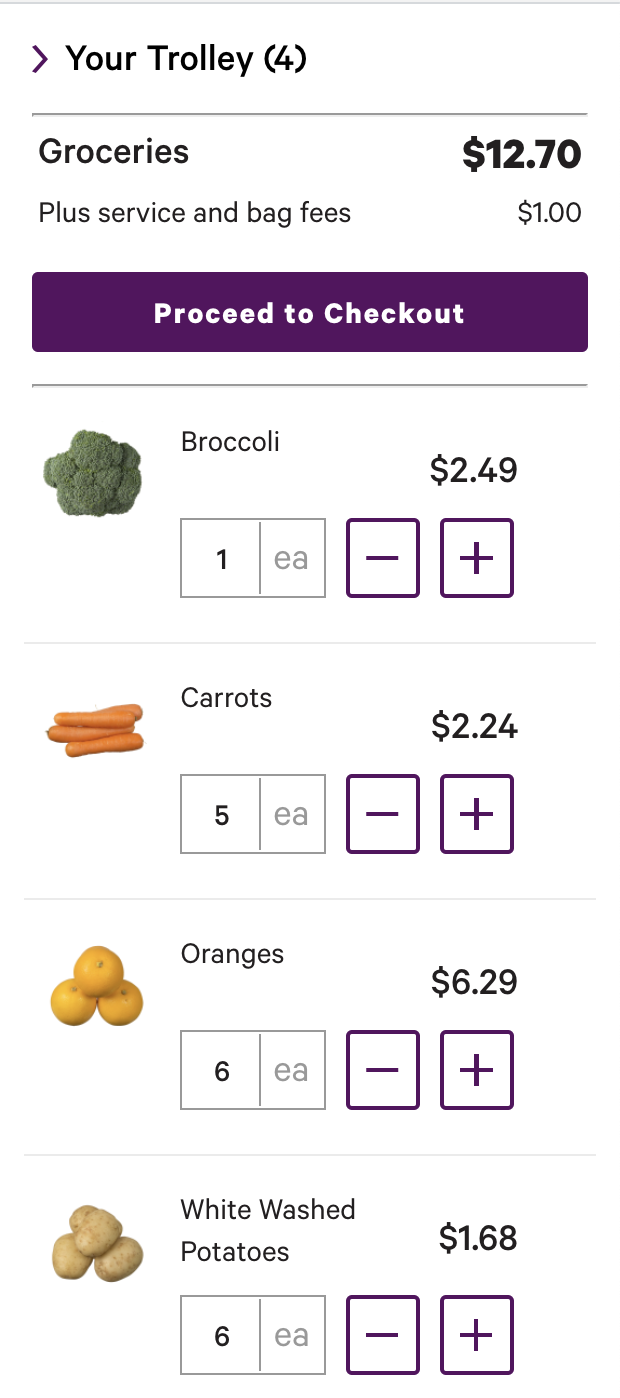 Your Trolley (4)
Groceries $12.70
Plus service and bag fees $1.00
Proceed to Checkout
Broccoli
$2.49
1 ea − +
Carrots
$2.24
5 ea − +
Oranges
$6.29
6 ea − +
White Washed
Potatoes
$1.68
6 ea − +